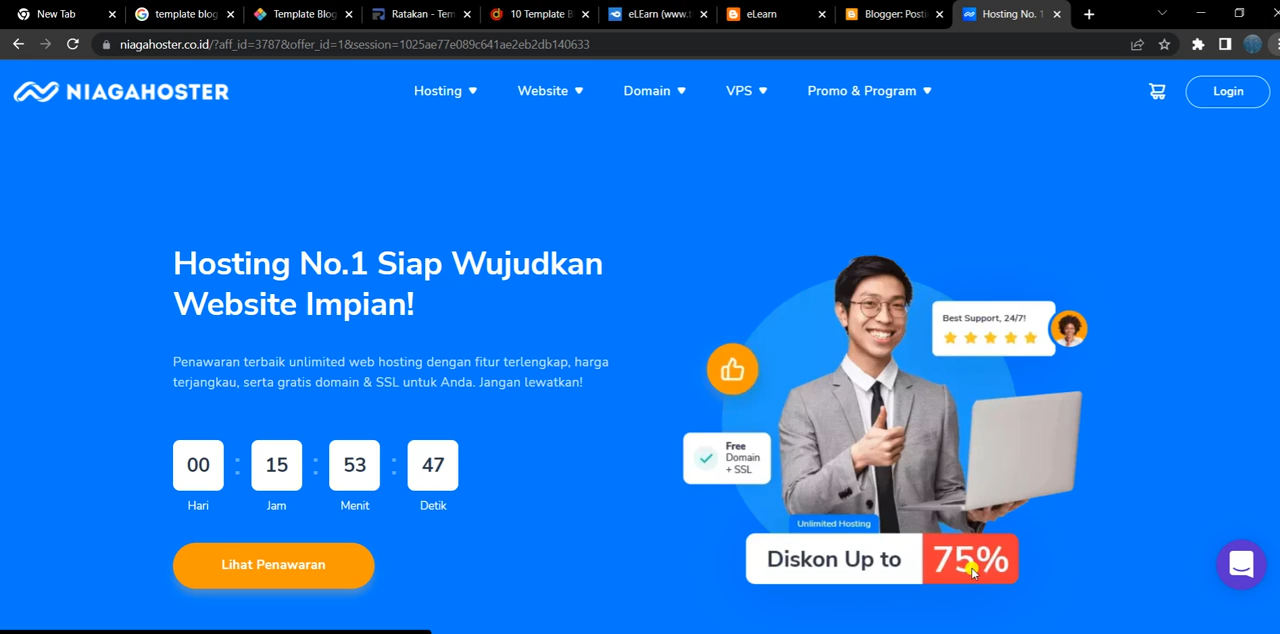 New Tab
template blog
Template Blog
Ratakan - Tem
10 Template B
eLEarn (www.t
eLearn
Blogger: Posti
Hosting No. 1
niagahoster.co.id/?aff_id=3787&offer_id=1&session=1025ae77e089c641ae2eb2db140633
NIAGAHOSTER
Hosting
Website
Domain
VPS
Promo & Program
Login
Hosting No.1 Siap Wujudkan
Website Impian!
Penawaran terbaik unlimited web hosting dengan fitur terlengkap, harga
terjangkau, serta gratis domain & SSL untuk Anda. Jangan lewatkan!
00 : 15 : 53 : 47
Hari Jam Menit Detik
Lihat Penawaran
Best Support, 24/7!
Free
Domain
+ SSL
Unlimited Hosting
Diskon Up to 75%